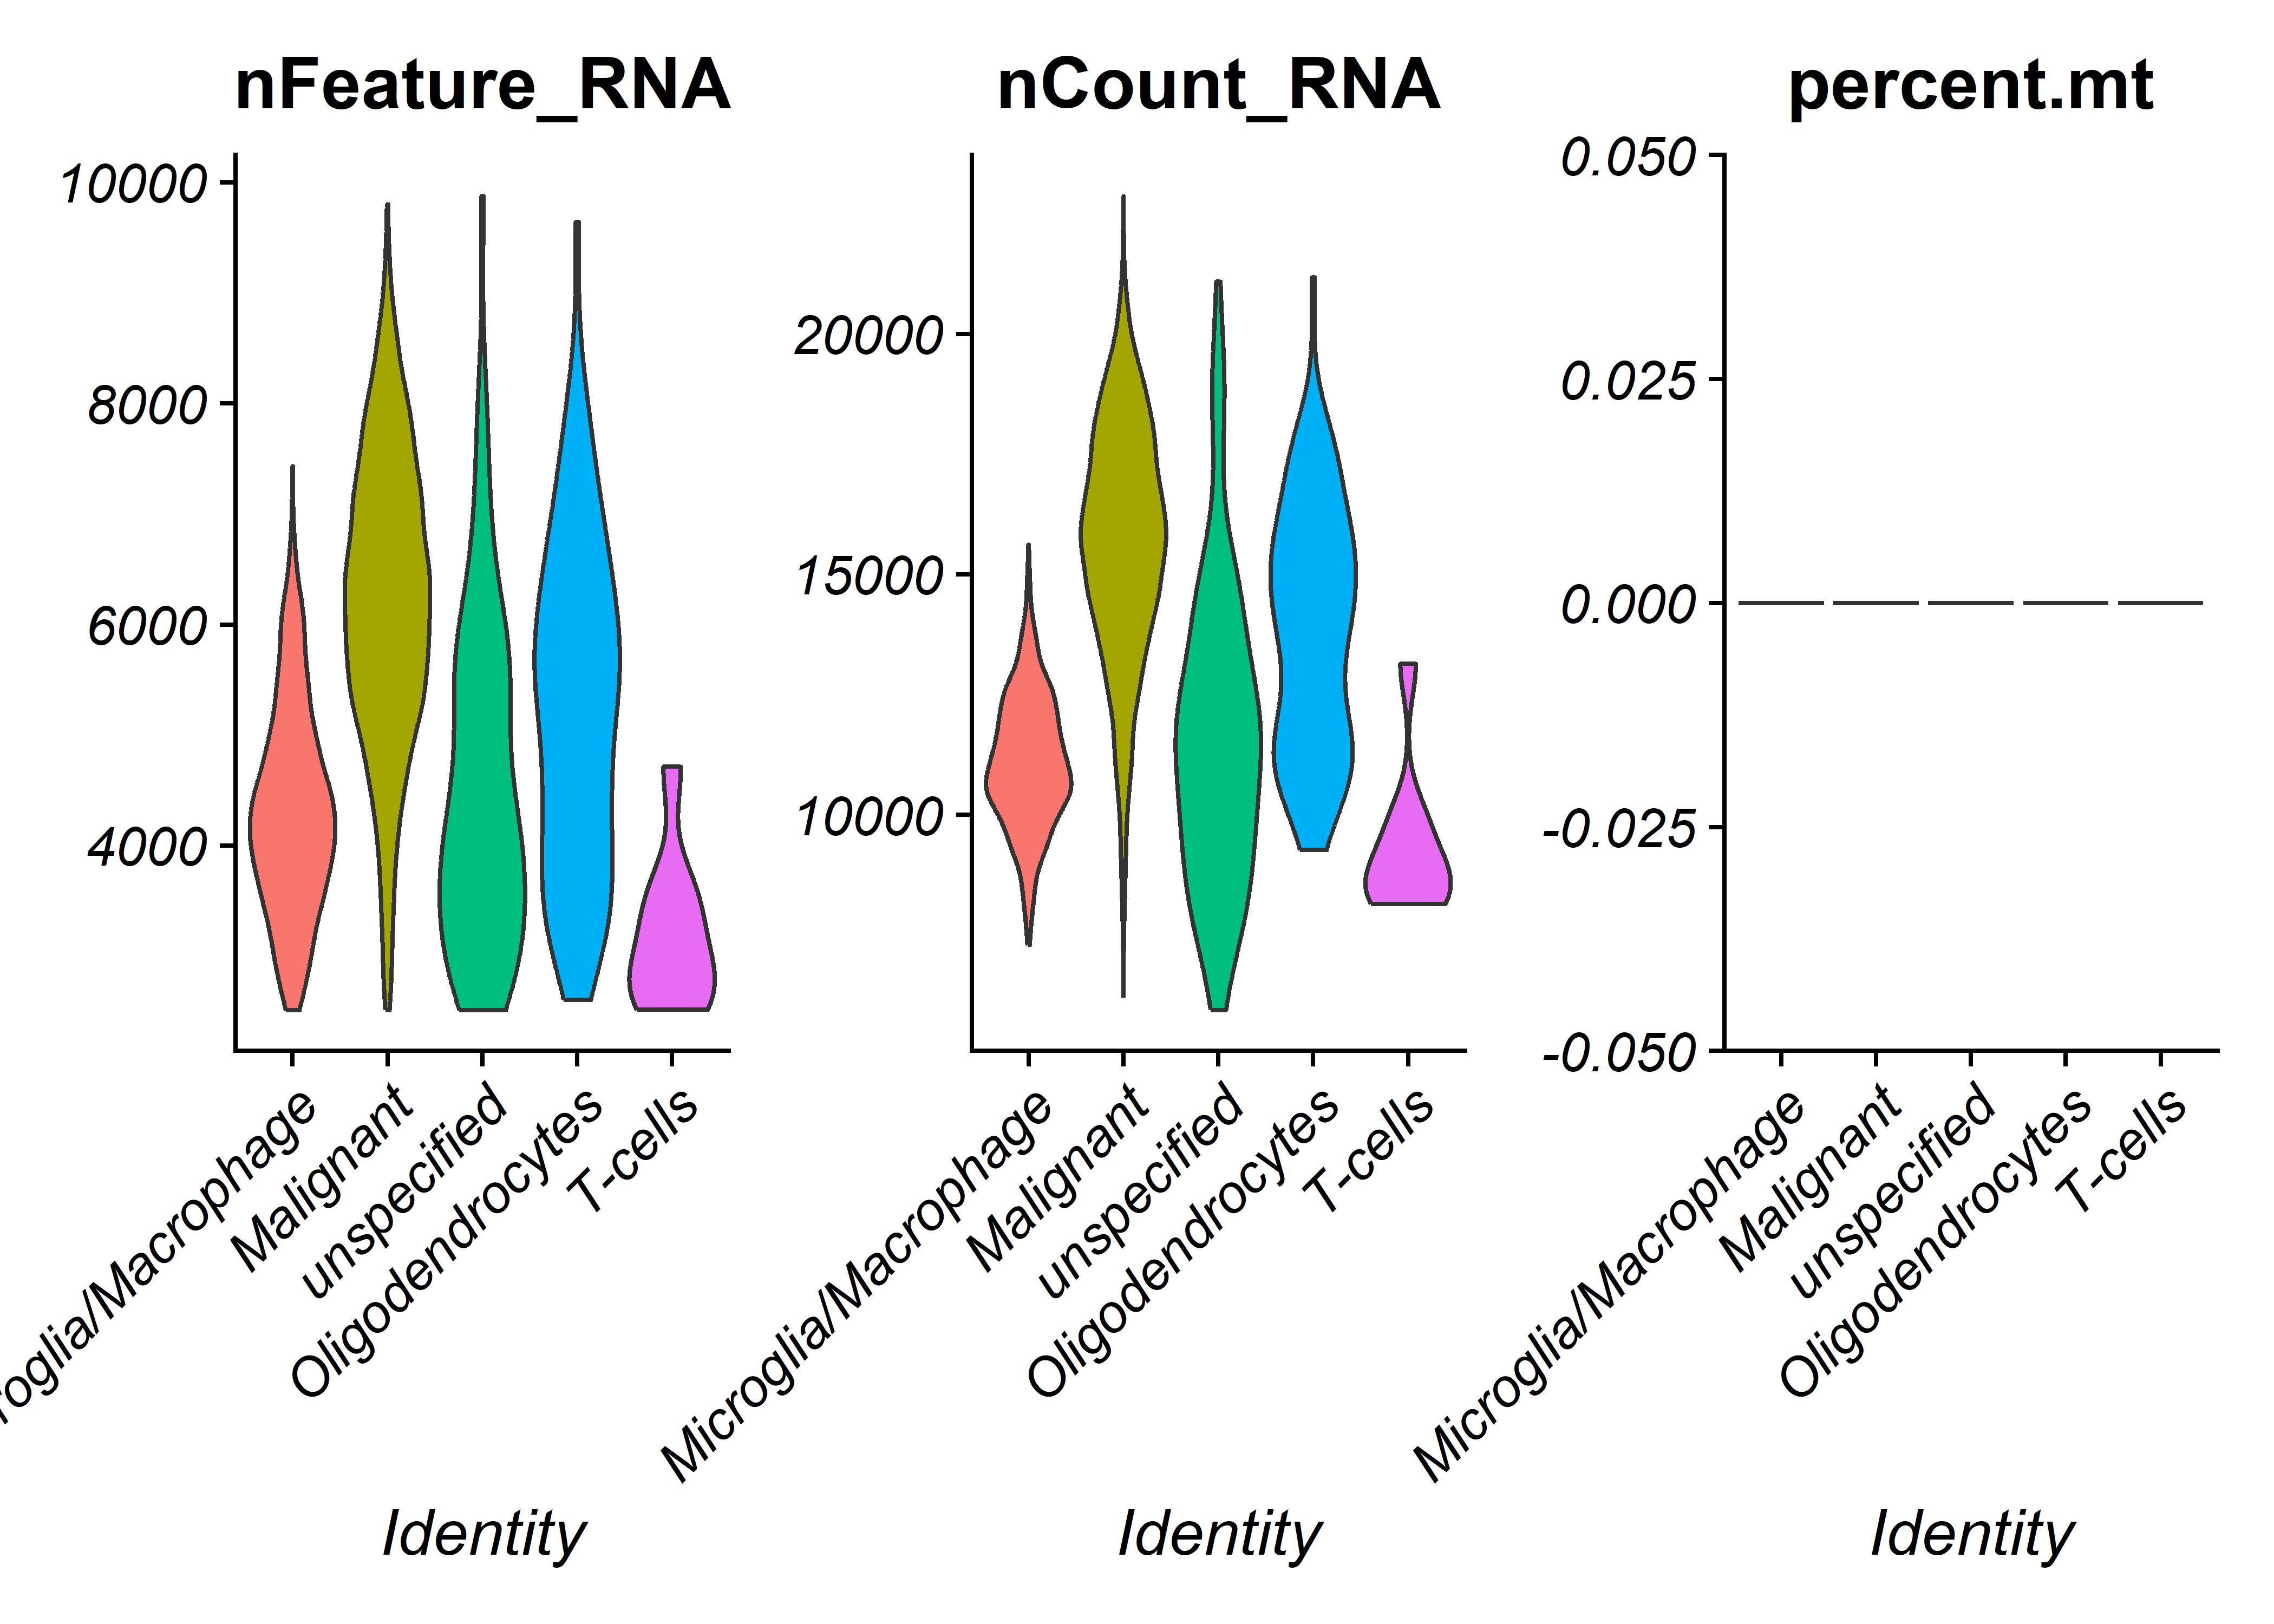 nFeature_RNA
10000
8000
6000
4000
roglia/Macrophage
Malignant
unspecified
Oligodendrocytes
T-cells
Identity
nCount_RNA
20000
15000
10000
Microglia/Macrophage
Malignant
unspecified
Oligodendrocytes
T-cells
Identity
percent.mt
0.050
0.025
0.000
-0.025
-0.050
Microglia/Macrophage
Malignant
unspecified
Oligodendrocytes
T-cells
Identity